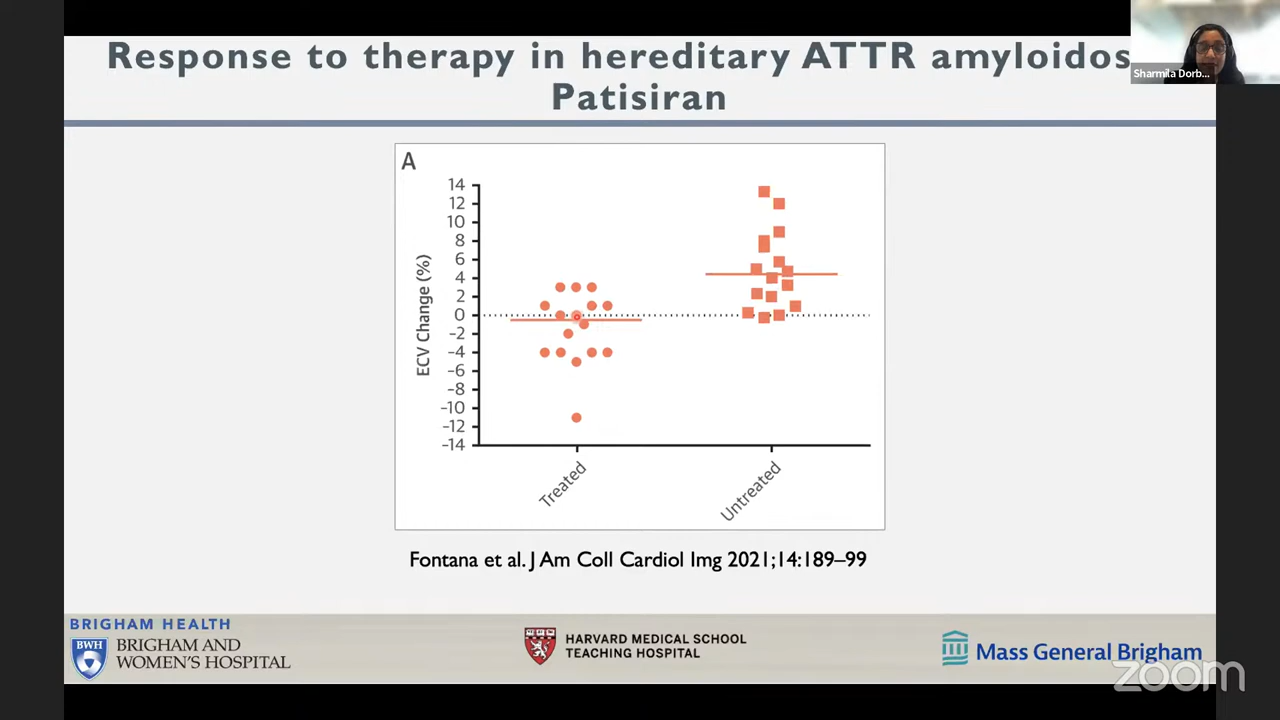 Response to therapy in hereditary ATTR amyloidos
Patisiran
Sharmila Dorb...
A
14
12
10
8
6
4
2
0
-2
-4
-6
-8
-10
-12
-14
ECV Change (%)
Treated
Untreated
Fontana et al. J Am Coll Cardiol Img 2021;14:189–99
BRIGHAM HEALTH
BWH
BRIGHAM AND
WOMEN'S HOSPITAL
HARVARD MEDICAL SCHOOL
TEACHING HOSPITAL
Mass General Brigham
zoom